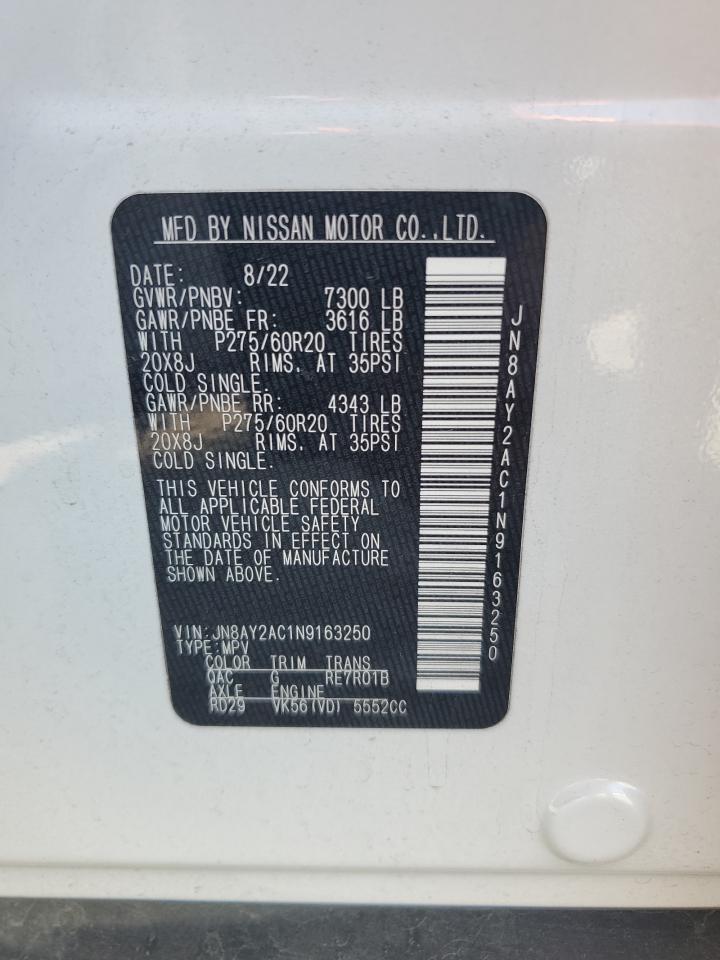 MFD BY NISSAN MOTOR CO.,LTD.
DATE: 8/22
GVWR/PNBV: 7300 LB
GAWR/PNBE FR: 3616 LB
WITH P275/60R20 TIRES
20X8J RIMS. AT 35PSI
COLD SINGLE.
GAWR/PNBE RR: 4343 LB
WITH P275/60R20 TIRES
20X8J RIMS. AT 35PSI
COLD SINGLE.
THIS VEHICLE CONFORMS TO
ALL APPLICABLE FEDERAL
MOTOR VEHICLE SAFETY
STANDARDS IN EFFECT ON
THE DATE OF MANUFACTURE
SHOWN ABOVE.
VIN:JN8AY2AC1N9163250
TYPE:MPV
COLOR TRIM TRANS
QAC G RE7R01B
AXLE ENGINE
RD29 VK56(VD) 5552CC
JN8AY2AC1N9163250